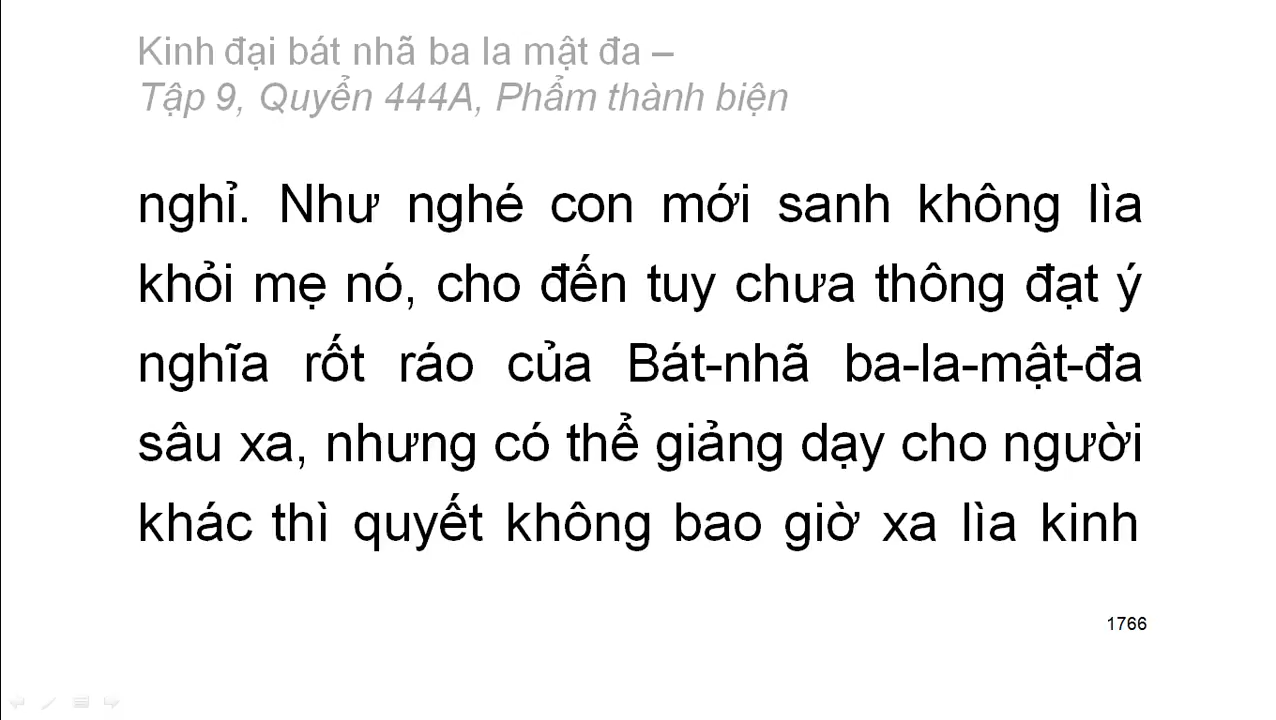 Kinh đại bát nhã ba la mật đa –
Tập 9, Quyển 444A, Phẩm thành biện
nghỉ. Như nghé con mới sanh không lìa
khỏi mẹ nó, cho đến tuy chưa thông đạt ý
nghĩa rốt ráo của Bát-nhã ba-la-mật-đa
sâu xa, nhưng có thể giảng dạy cho người
khác thì quyết không bao giờ xa lìa kinh
1766